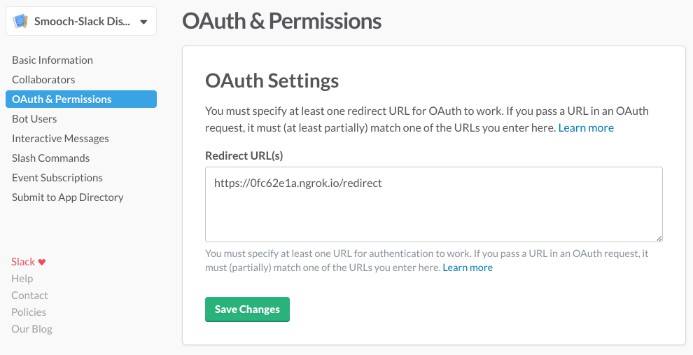 Smooch-Slack Dis...
Basic Information
Collaborators
OAuth & Permissions
Bot Users
Interactive Messages
Slash Commands
Event Subscriptions
Submit to App Directory
Slack
Help
Contact
Policies
Our Blog
OAuth & Permissions
OAuth Settings
You must specify at least one redirect URL for OAuth to work. If you pass a URL in an OAuth
request, it must (at least partially) match one of the URLs you enter here. Learn more
Redirect URL(s)
https://0fc62e1a.ngrok.io/redirect
You must specify at least one URL for authentication to work. If you pass a URL in an OAuth request, it
must (partially) match one of the URLs you enter here. Learn more
Save Changes